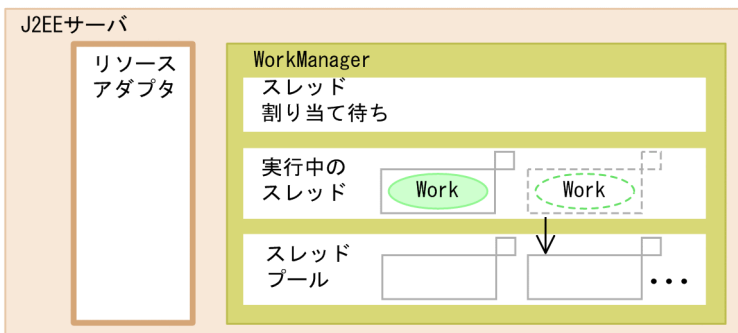 J2EEサーバ
リソース
アダプタ
WorkManager
スレッド
割り当て待ち
実行中の
スレッド
Work
Work
スレッド
プール
•••